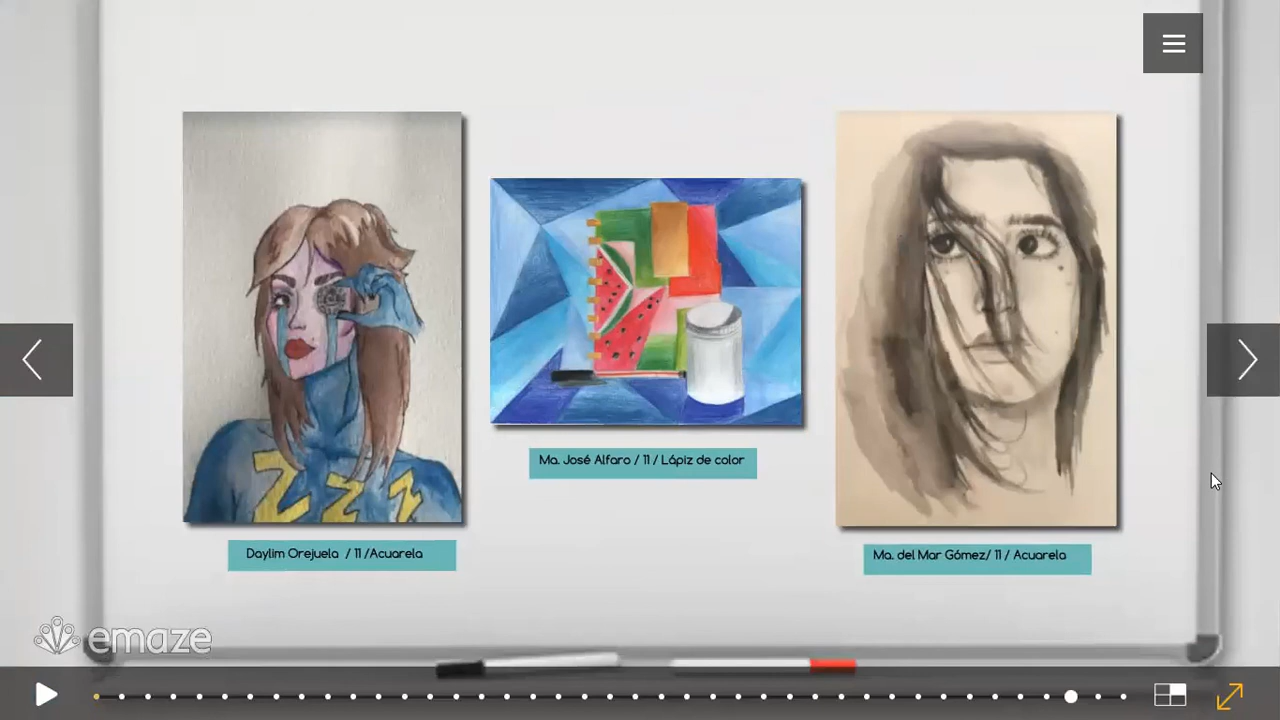 Ma. José Alfaro / 11 / Lápiz de color
Daylim Orejuela / 11 /Acuarela
Ma. del Mar Gómez/ 11 / Acuarela
emaze